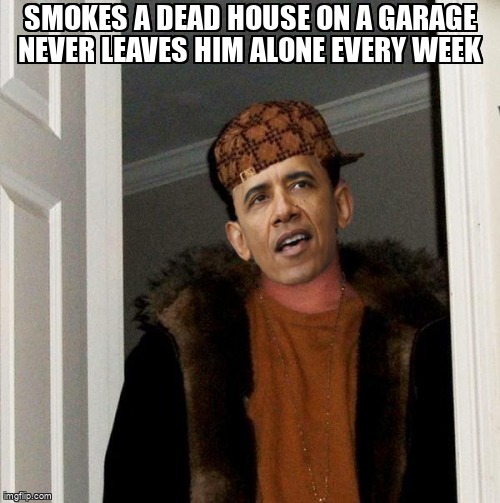 SMOKES A DEAD HOUSE ON A GARAGE
NEVER LEAVES HIM ALONE EVERY WEEK
imgflip.com